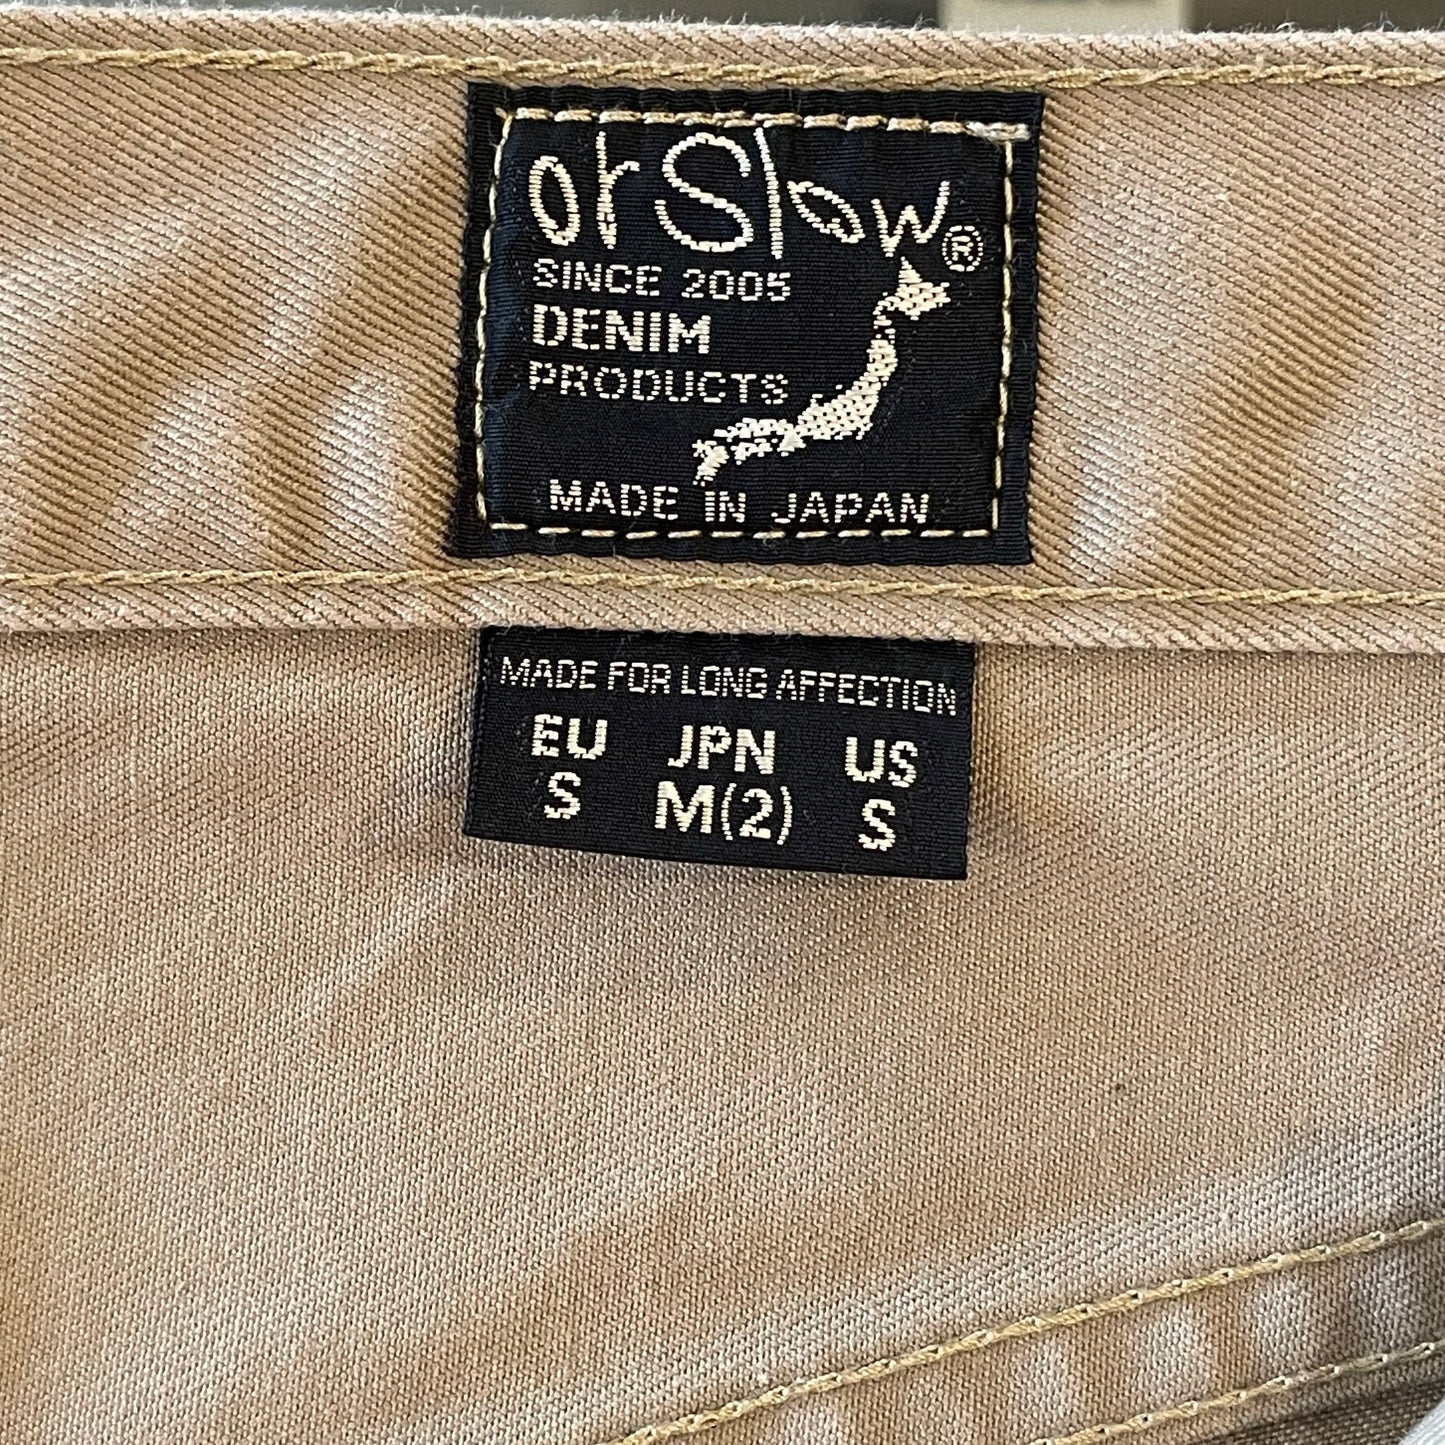 orSlow®
SINCE 2005
DENIM
PRODUCTS
MADE IN JAPAN
MADE FOR LONG AFFECTION
EU JPN US
S M(2) S